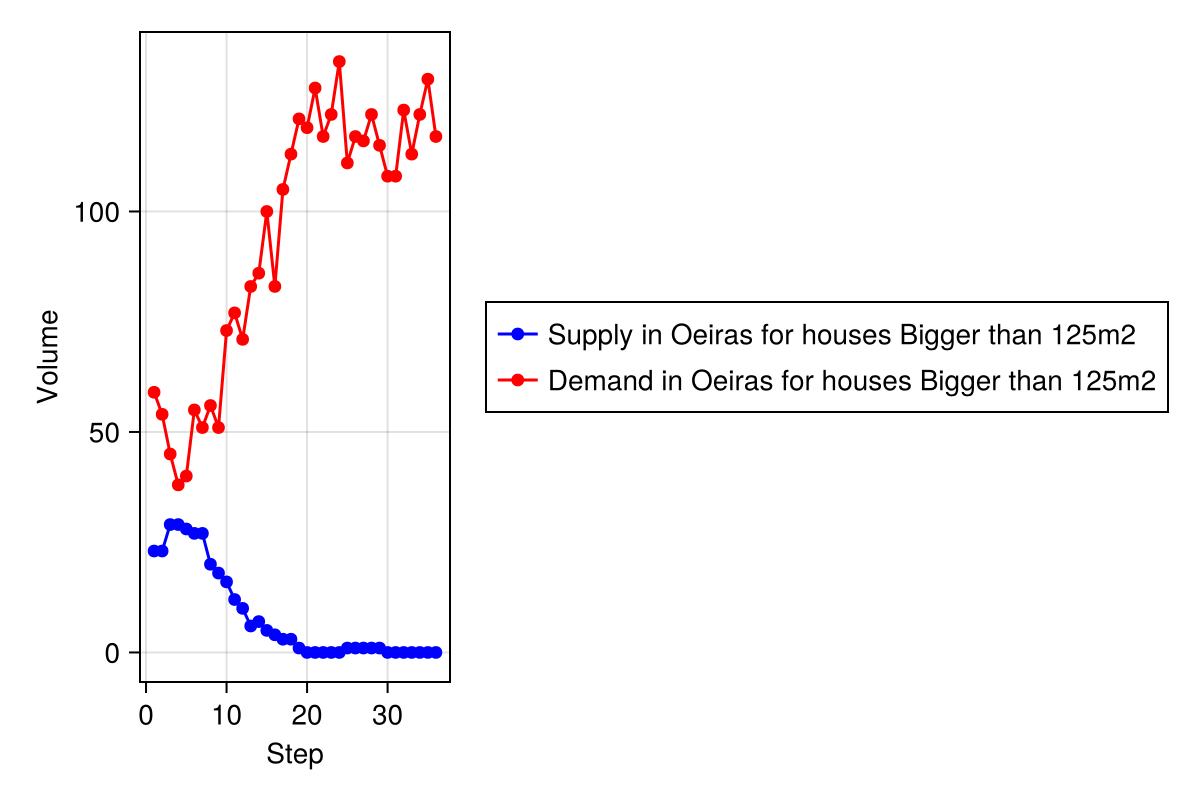 100
50
0
Volume
0 10 20 30
Step
Supply in Oeiras for houses Bigger than 125m2
Demand in Oeiras for houses Bigger than 125m2